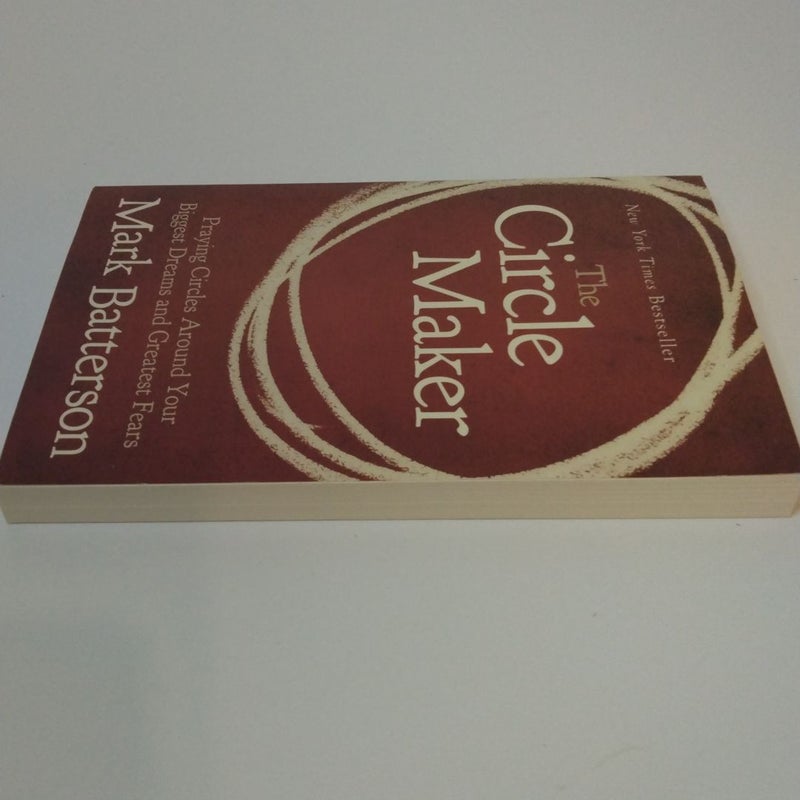 New York Times Bestseller
The
Circle
Maker
Praying Circles Around Your
Biggest Dreams and Greatest Fears
Mark Batterson